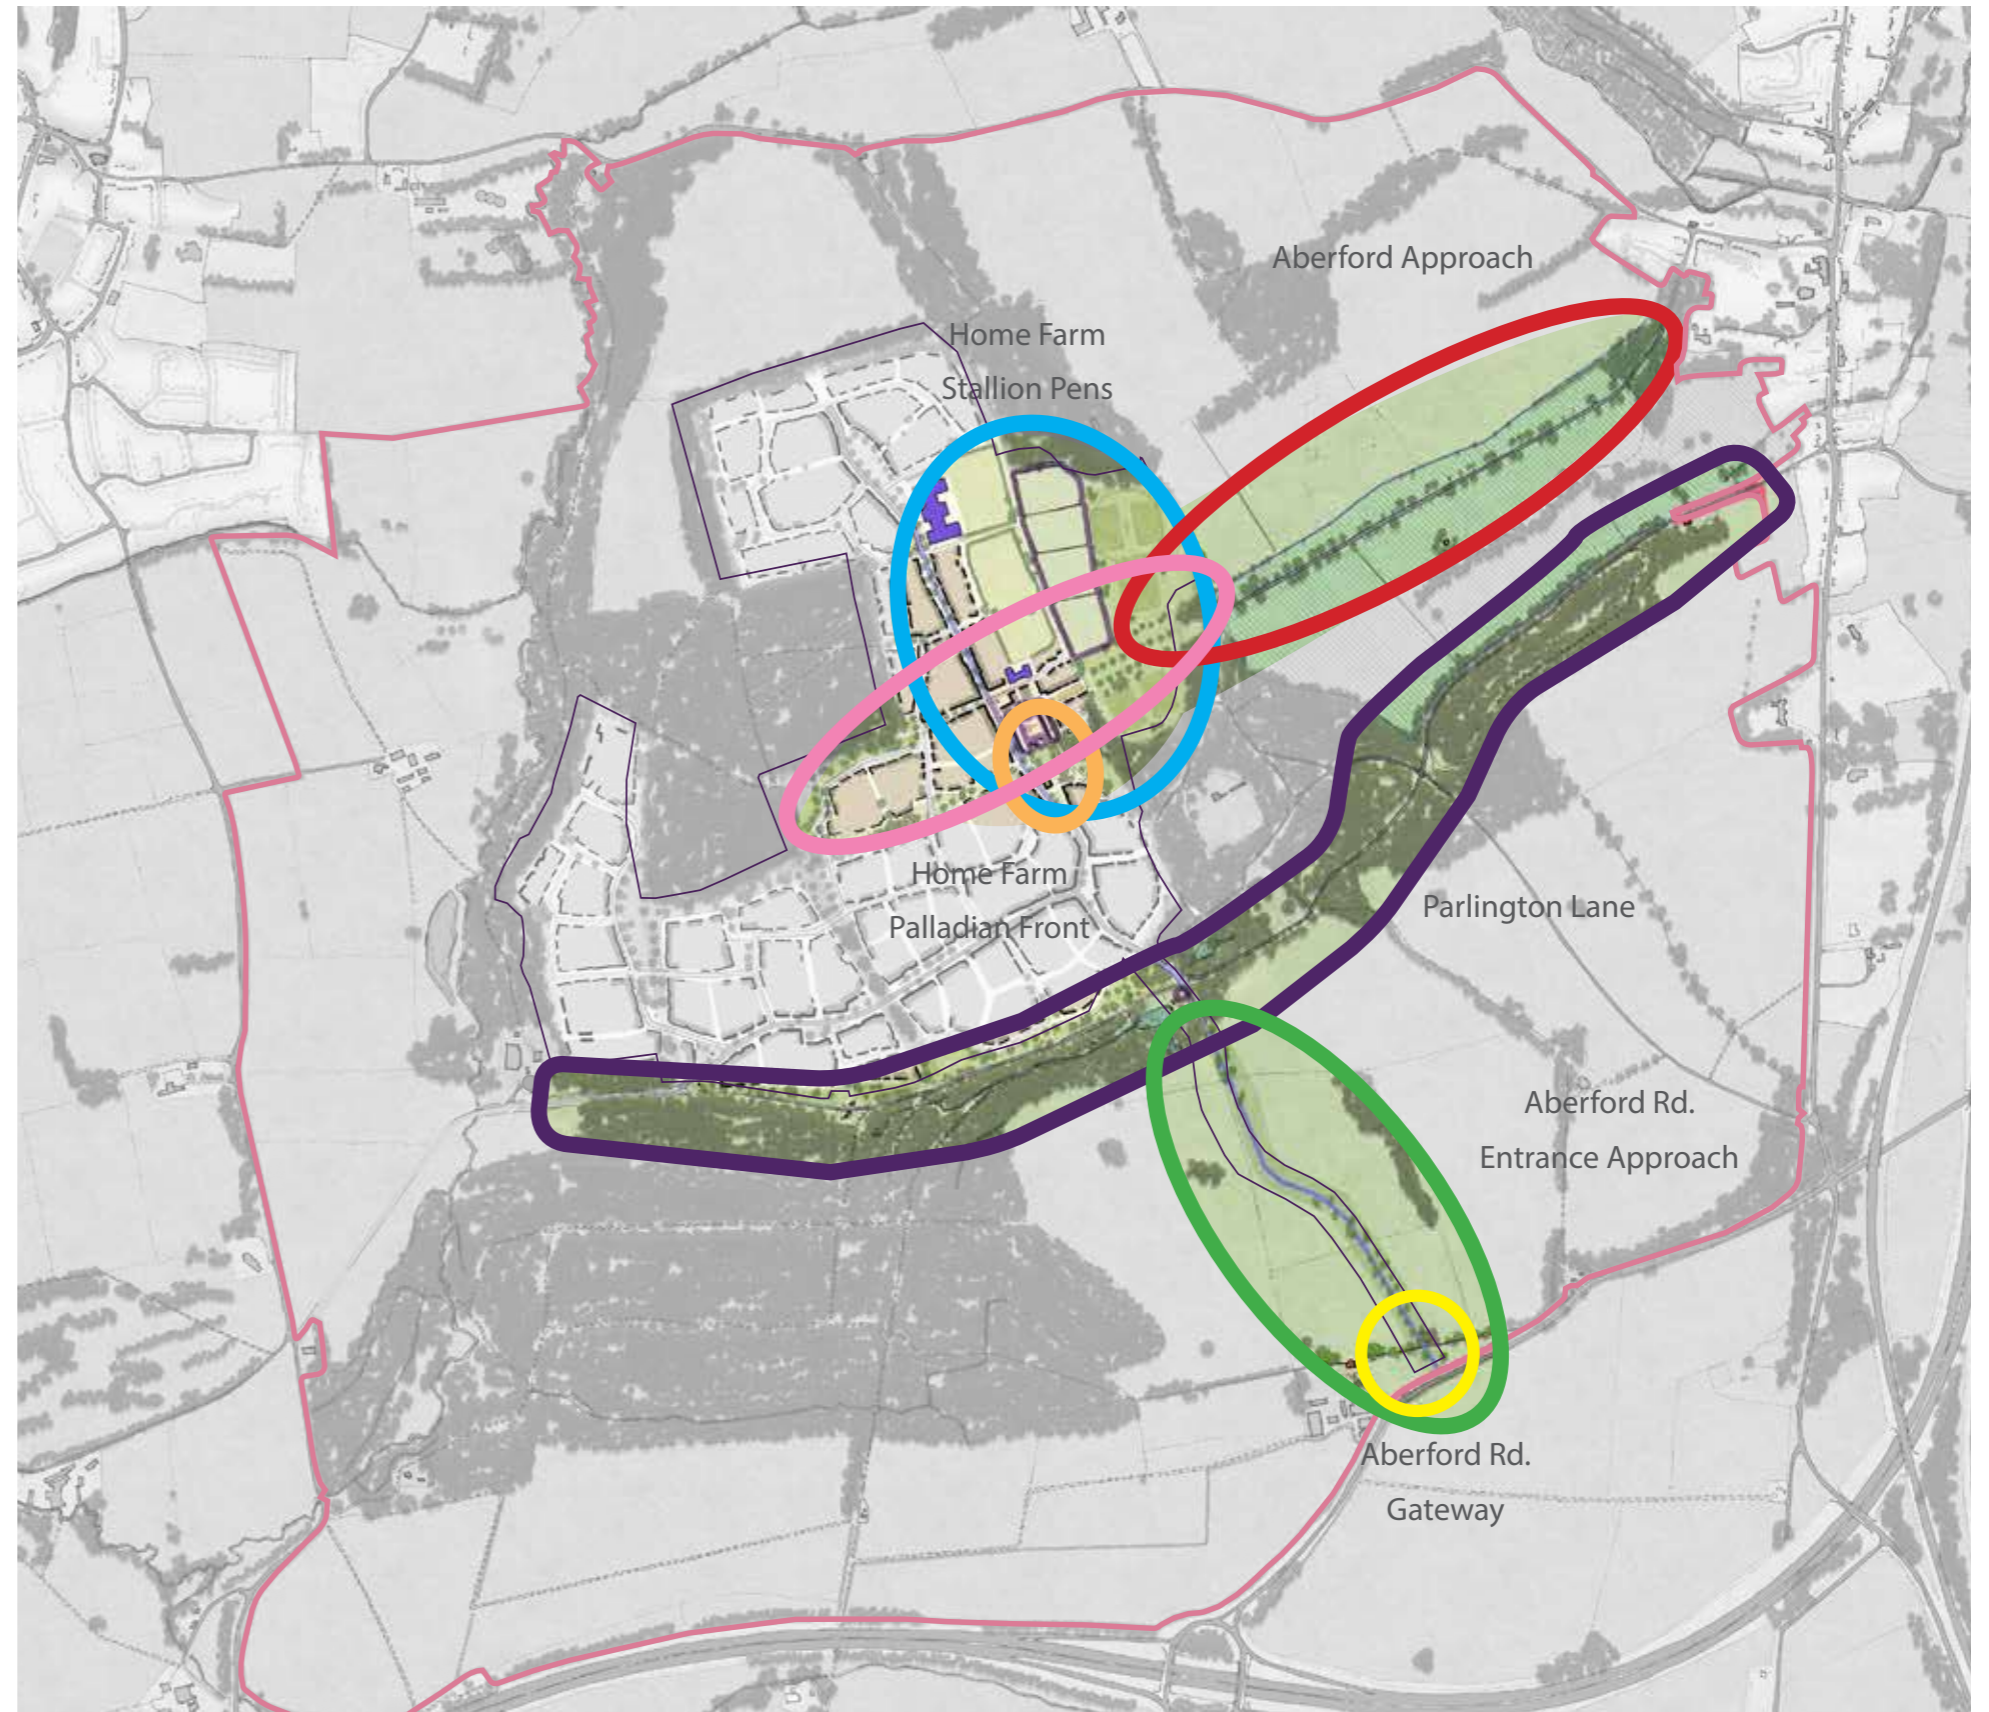 Aberford Approach
Home Farm
Stallion Pens
Home Farm
Palladian Front
Parlington Lane
Aberford Rd.
Entrance Approach
Aberford Rd.
Gateway